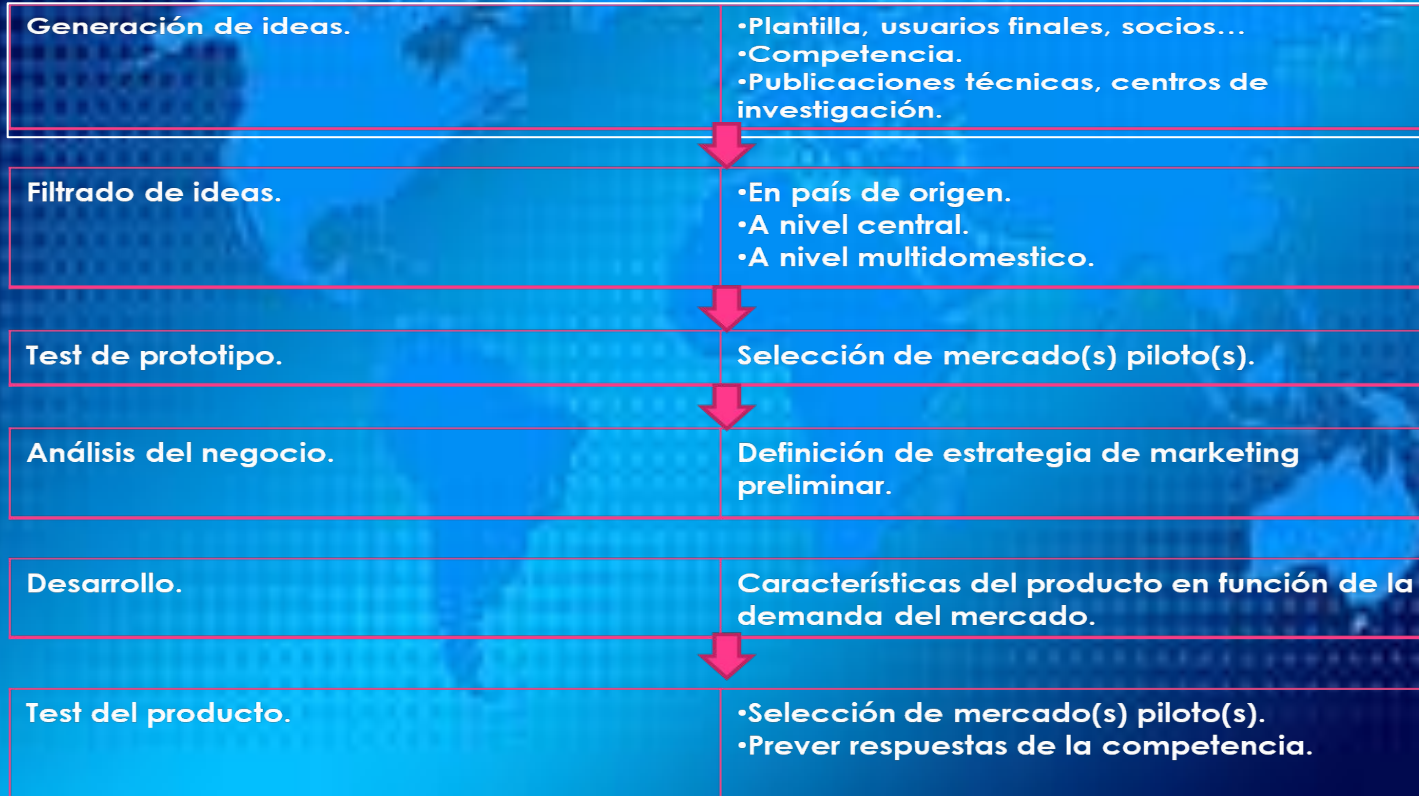 Generación de ideas.
•Plantilla, usuarios finales, socios…
•Competencia.
•Publicaciones técnicas, centros de
investigación.
Filtrado de ideas.
•En país de origen.
•A nivel central.
•A nivel multidomestico.
Test de prototipo.
Selección de mercado(s) piloto(s).
Análisis del negocio.
Definición de estrategia de marketing
preliminar.
Desarrollo.
Característícas del producto en función de la
demanda del mercado.
Test del producto.
•Selección de mercado(s) piloto(s).
•Prever respuestas de la competencia.